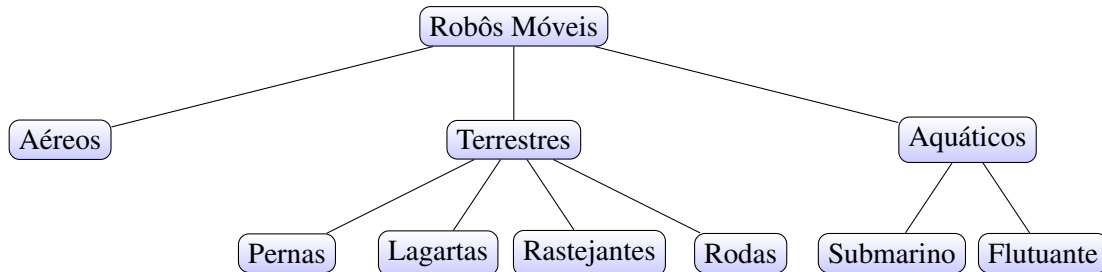 Robôs Móveis
Aéreos
Terrestres
Aquáticos
Pernas
Lagartas
Rastejantes
Rodas
Submarino
Flutuante